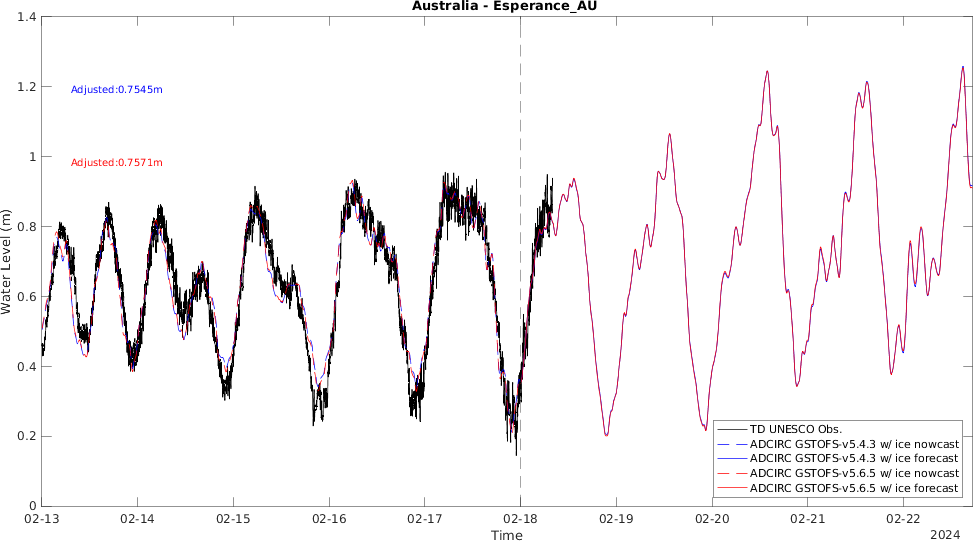 Australia - Esperance_AU
1.4
1.2
1
0.8
0.6
0.4
0.2
0
Water Level (m)
Adjusted:0.7545m
Adjusted:0.7571m
TD UNESCO Obs.
ADCIRC GSTOFS-v5.4.3 w/ ice nowcast
ADCIRC GSTOFS-v5.4.3 w/ ice forecast
ADCIRC GSTOFS-v5.6.5 w/ ice nowcast
ADCIRC GSTOFS-v5.6.5 w/ ice forecast
02-13 02-14 02-15 02-16 02-17 02-18 02-19 02-20 02-21 02-22
Time
2024